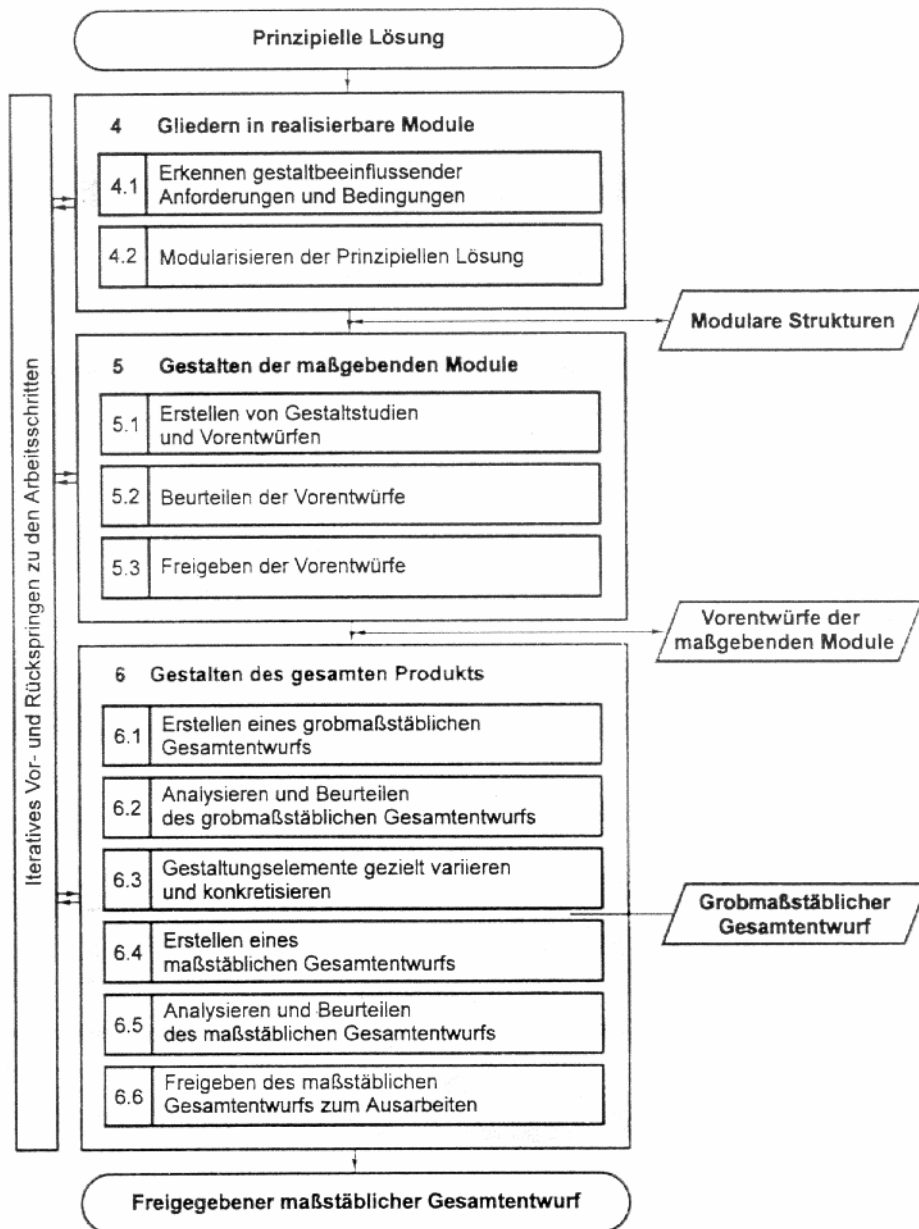 Prinzipielle Lösung
Iteratives Vor- und Rückspringen zu den Arbeitsschritten
4 Gliedern in realisierbare Module
4.1 Erkennen gestaltbeeinflussender
Anforderungen und Bedingungen
4.2 Modularisieren der Prinzipiellen Lösung
Modulare Strukturen
5 Gestalten der maßgebenden Module
5.1 Erstellen von Gestaltstudien
und Vorentwürfen
5.2 Beurteilen der Vorentwürfe
5.3 Freigeben der Vorentwürfe
Vorentwürfe der
maßgebenden Module
6 Gestalten des gesamten Produkts
6.1 Erstellen eines grobmaßstäblichen
Gesamtentwurfs
6.2 Analysieren und Beurteilen
des grobmaßstäblichen Gesamtentwurfs
6.3 Gestaltungselemente gezielt variieren
und konkretisieren
Grobmaßstäblicher
Gesamtentwurf
6.4 Erstellen eines
maßstäblichen Gesamtentwurfs
6.5 Analysieren und Beurteilen
des maßstäblichen Gesamtentwurfs
6.6 Freigeben des maßstäblichen
Gesamtentwurfs zum Ausarbeiten
Freigegebener maßstäblicher Gesamtentwurf